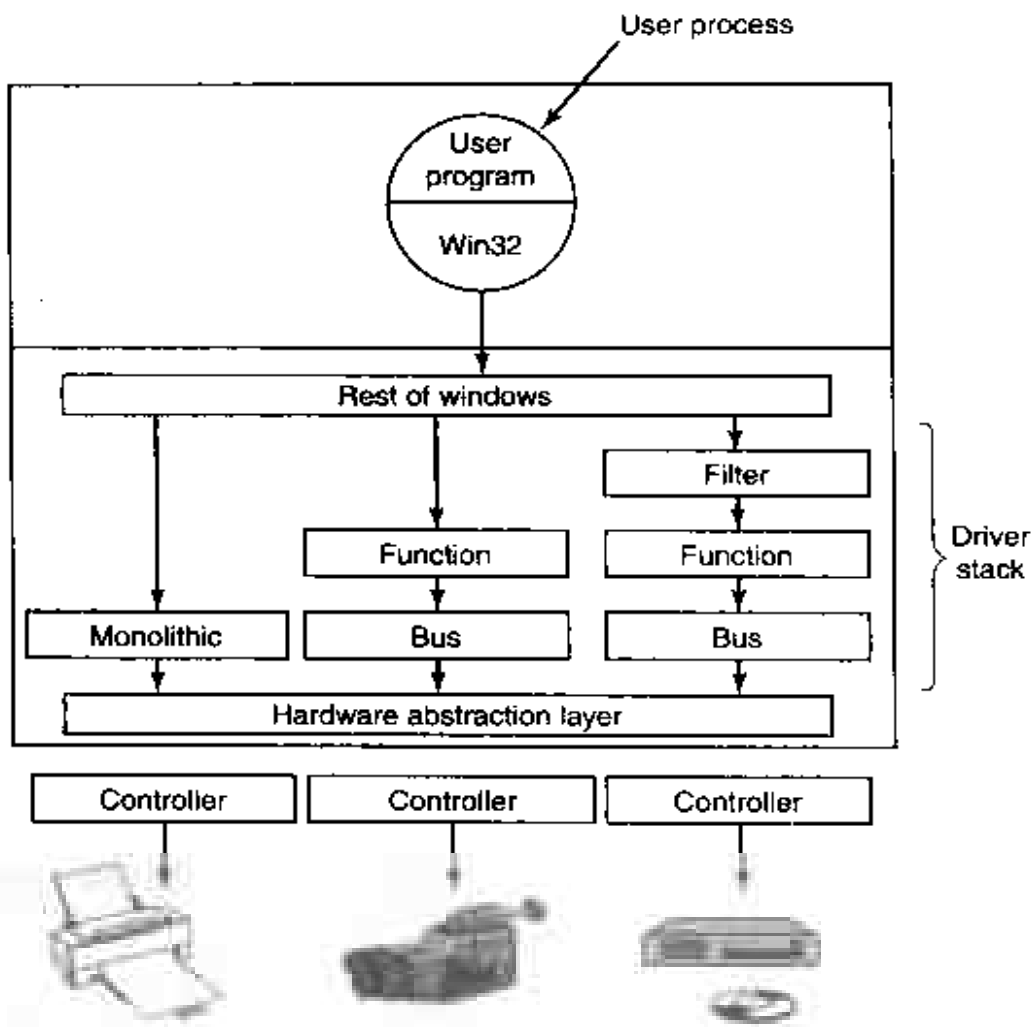 User process
User
program
Win32
Rest of windows
Filter
Function
Function
Driver
stack
Monolithic
Bus
Bus
Hardware abstraction layer
Controller
Controller
Controller